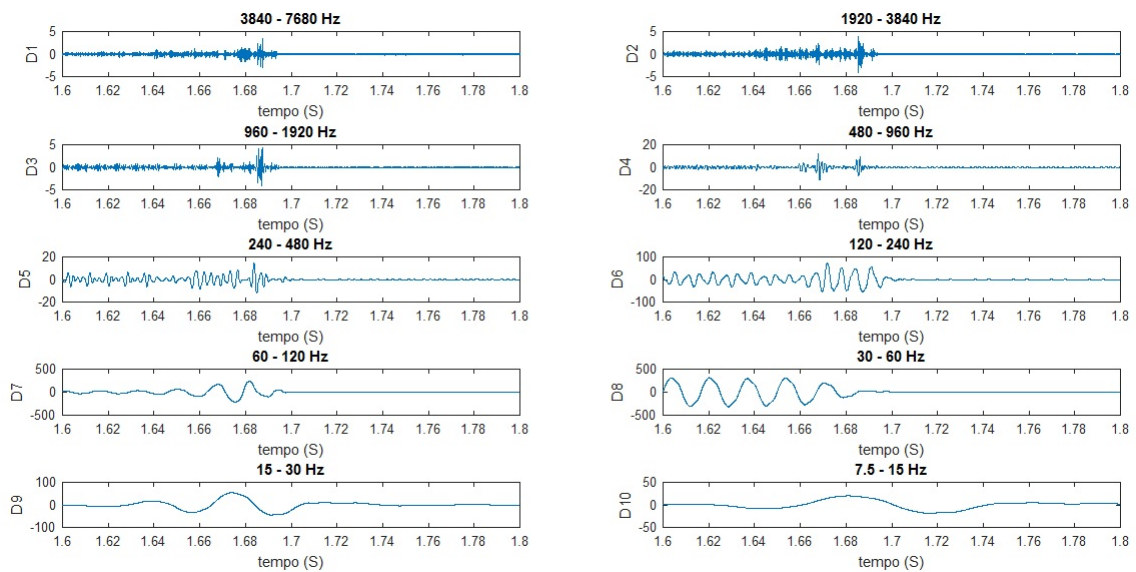 3840 - 7680 Hz
5
0
-5
D1
1.6 1.62 1.64 1.66 1.68 1.7 1.72 1.74 1.76 1.78 1.8
tempo (S)
1920 - 3840 Hz
5
0
-5
D2
1.6 1.62 1.64 1.66 1.68 1.7 1.72 1.74 1.76 1.78 1.8
tempo (S)
960 - 1920 Hz
5
0
-5
D3
1.6 1.62 1.64 1.66 1.68 1.7 1.72 1.74 1.76 1.78 1.8
tempo (S)
480 - 960 Hz
20
0
-20
D4
1.6 1.62 1.64 1.66 1.68 1.7 1.72 1.74 1.76 1.78 1.8
tempo (S)
240 - 480 Hz
20
0
-20
D5
1.6 1.62 1.64 1.66 1.68 1.7 1.72 1.74 1.76 1.78 1.8
tempo (S)
120 - 240 Hz
100
0
-100
D6
1.6 1.62 1.64 1.66 1.68 1.7 1.72 1.74 1.76 1.78 1.8
tempo (S)
60 - 120 Hz
500
0
-500
D7
1.6 1.62 1.64 1.66 1.68 1.7 1.72 1.74 1.76 1.78 1.8
tempo (S)
30 - 60 Hz
500
0
-500
D8
1.6 1.62 1.64 1.66 1.68 1.7 1.72 1.74 1.76 1.78 1.8
tempo (S)
15 - 30 Hz
100
0
-100
D9
1.6 1.62 1.64 1.66 1.68 1.7 1.72 1.74 1.76 1.78 1.8
tempo (S)
7.5 - 15 Hz
50
0
-50
D10
1.6 1.62 1.64 1.66 1.68 1.7 1.72 1.74 1.76 1.78 1.8
tempo (S)